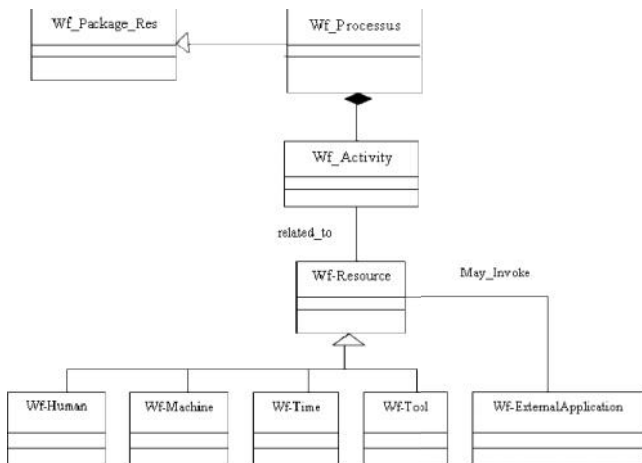 Wf_Package_Res
Wf_Processus
Wf_Activity
related_to
Wf-Resource
May_Invoke
Wf-Human
Wf-Machine
Wf-Time
Wf-Tool
Wf-ExternalApplication